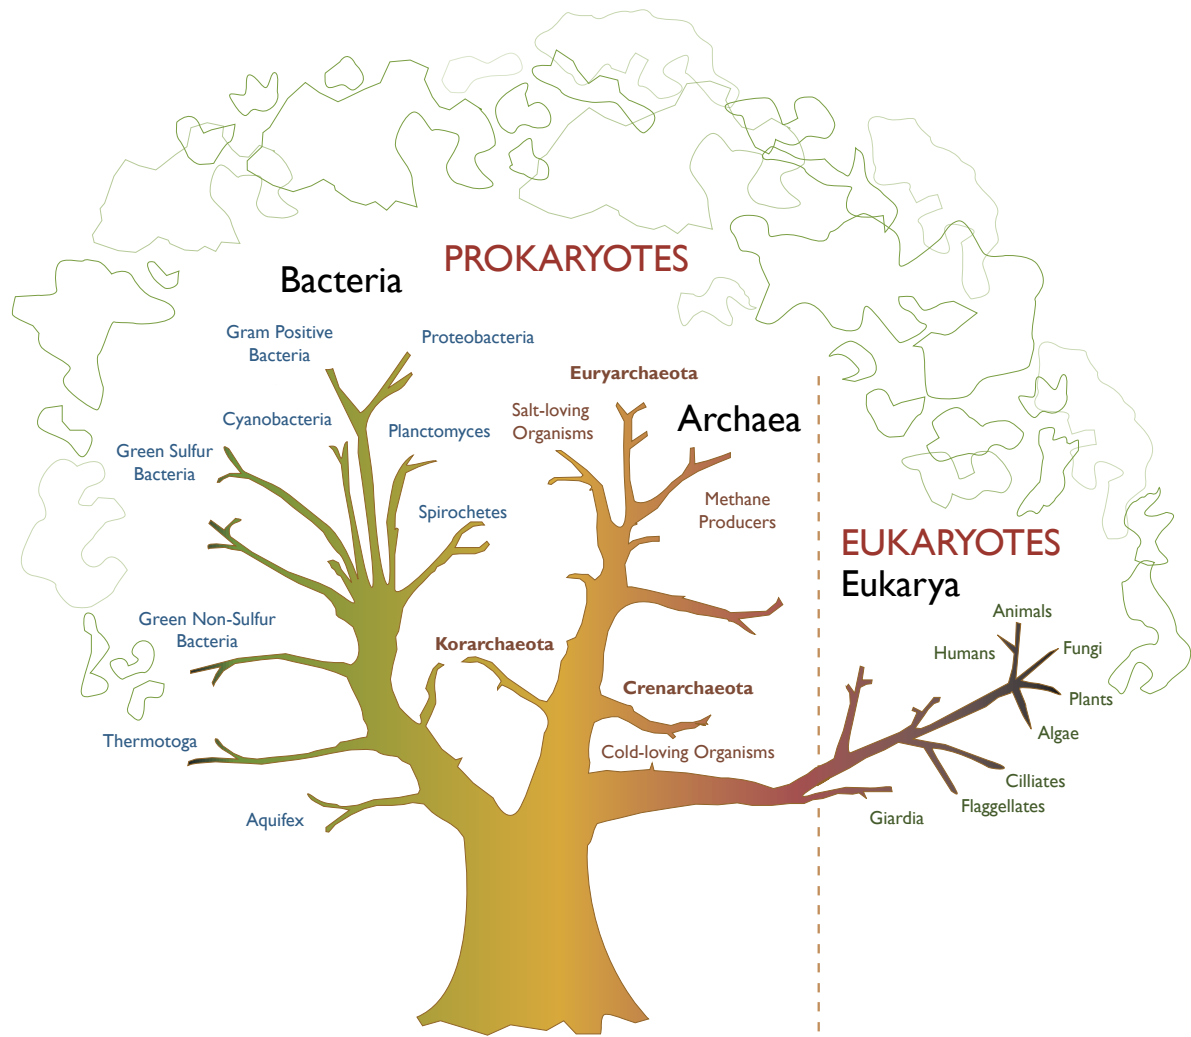 PROKARYOTES
Bacteria
Gram Positive
Bacteria
Proteobacteria
Cyanobacteria
Planctomyces
Green Sulfur
Bacteria
Spirochetes
Green Non-Sulfur
Bacteria
Thermotoga
Aquifex
Euryarchaeota
Archaea
Salt-loving
Organisms
Methane
Producers
Korarchaeota
Crenarchaeota
Cold-loving Organisms
EUKARYOTES
Eukarya
Animals
Humans
Fungi
Plants
Algae
Cilliates
Flaggellates
Giardia